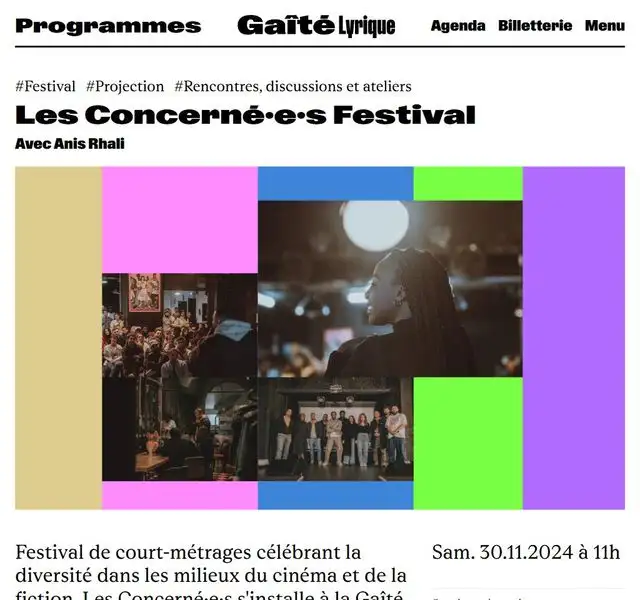 Programmes Gaîté Lyrique Agenda Billetterie Menu
#Festival #Projection #Rencontres, discussions et ateliers
Les Concerné•e•s Festival
Avec Anis Rhali
Festival de court-métrages célébrant la
diversité dans les milieux du cinéma et de la
fiction, Les Concerné•e•s s'installe à la Gaîté
Sam. 30.11.2024 à 11h